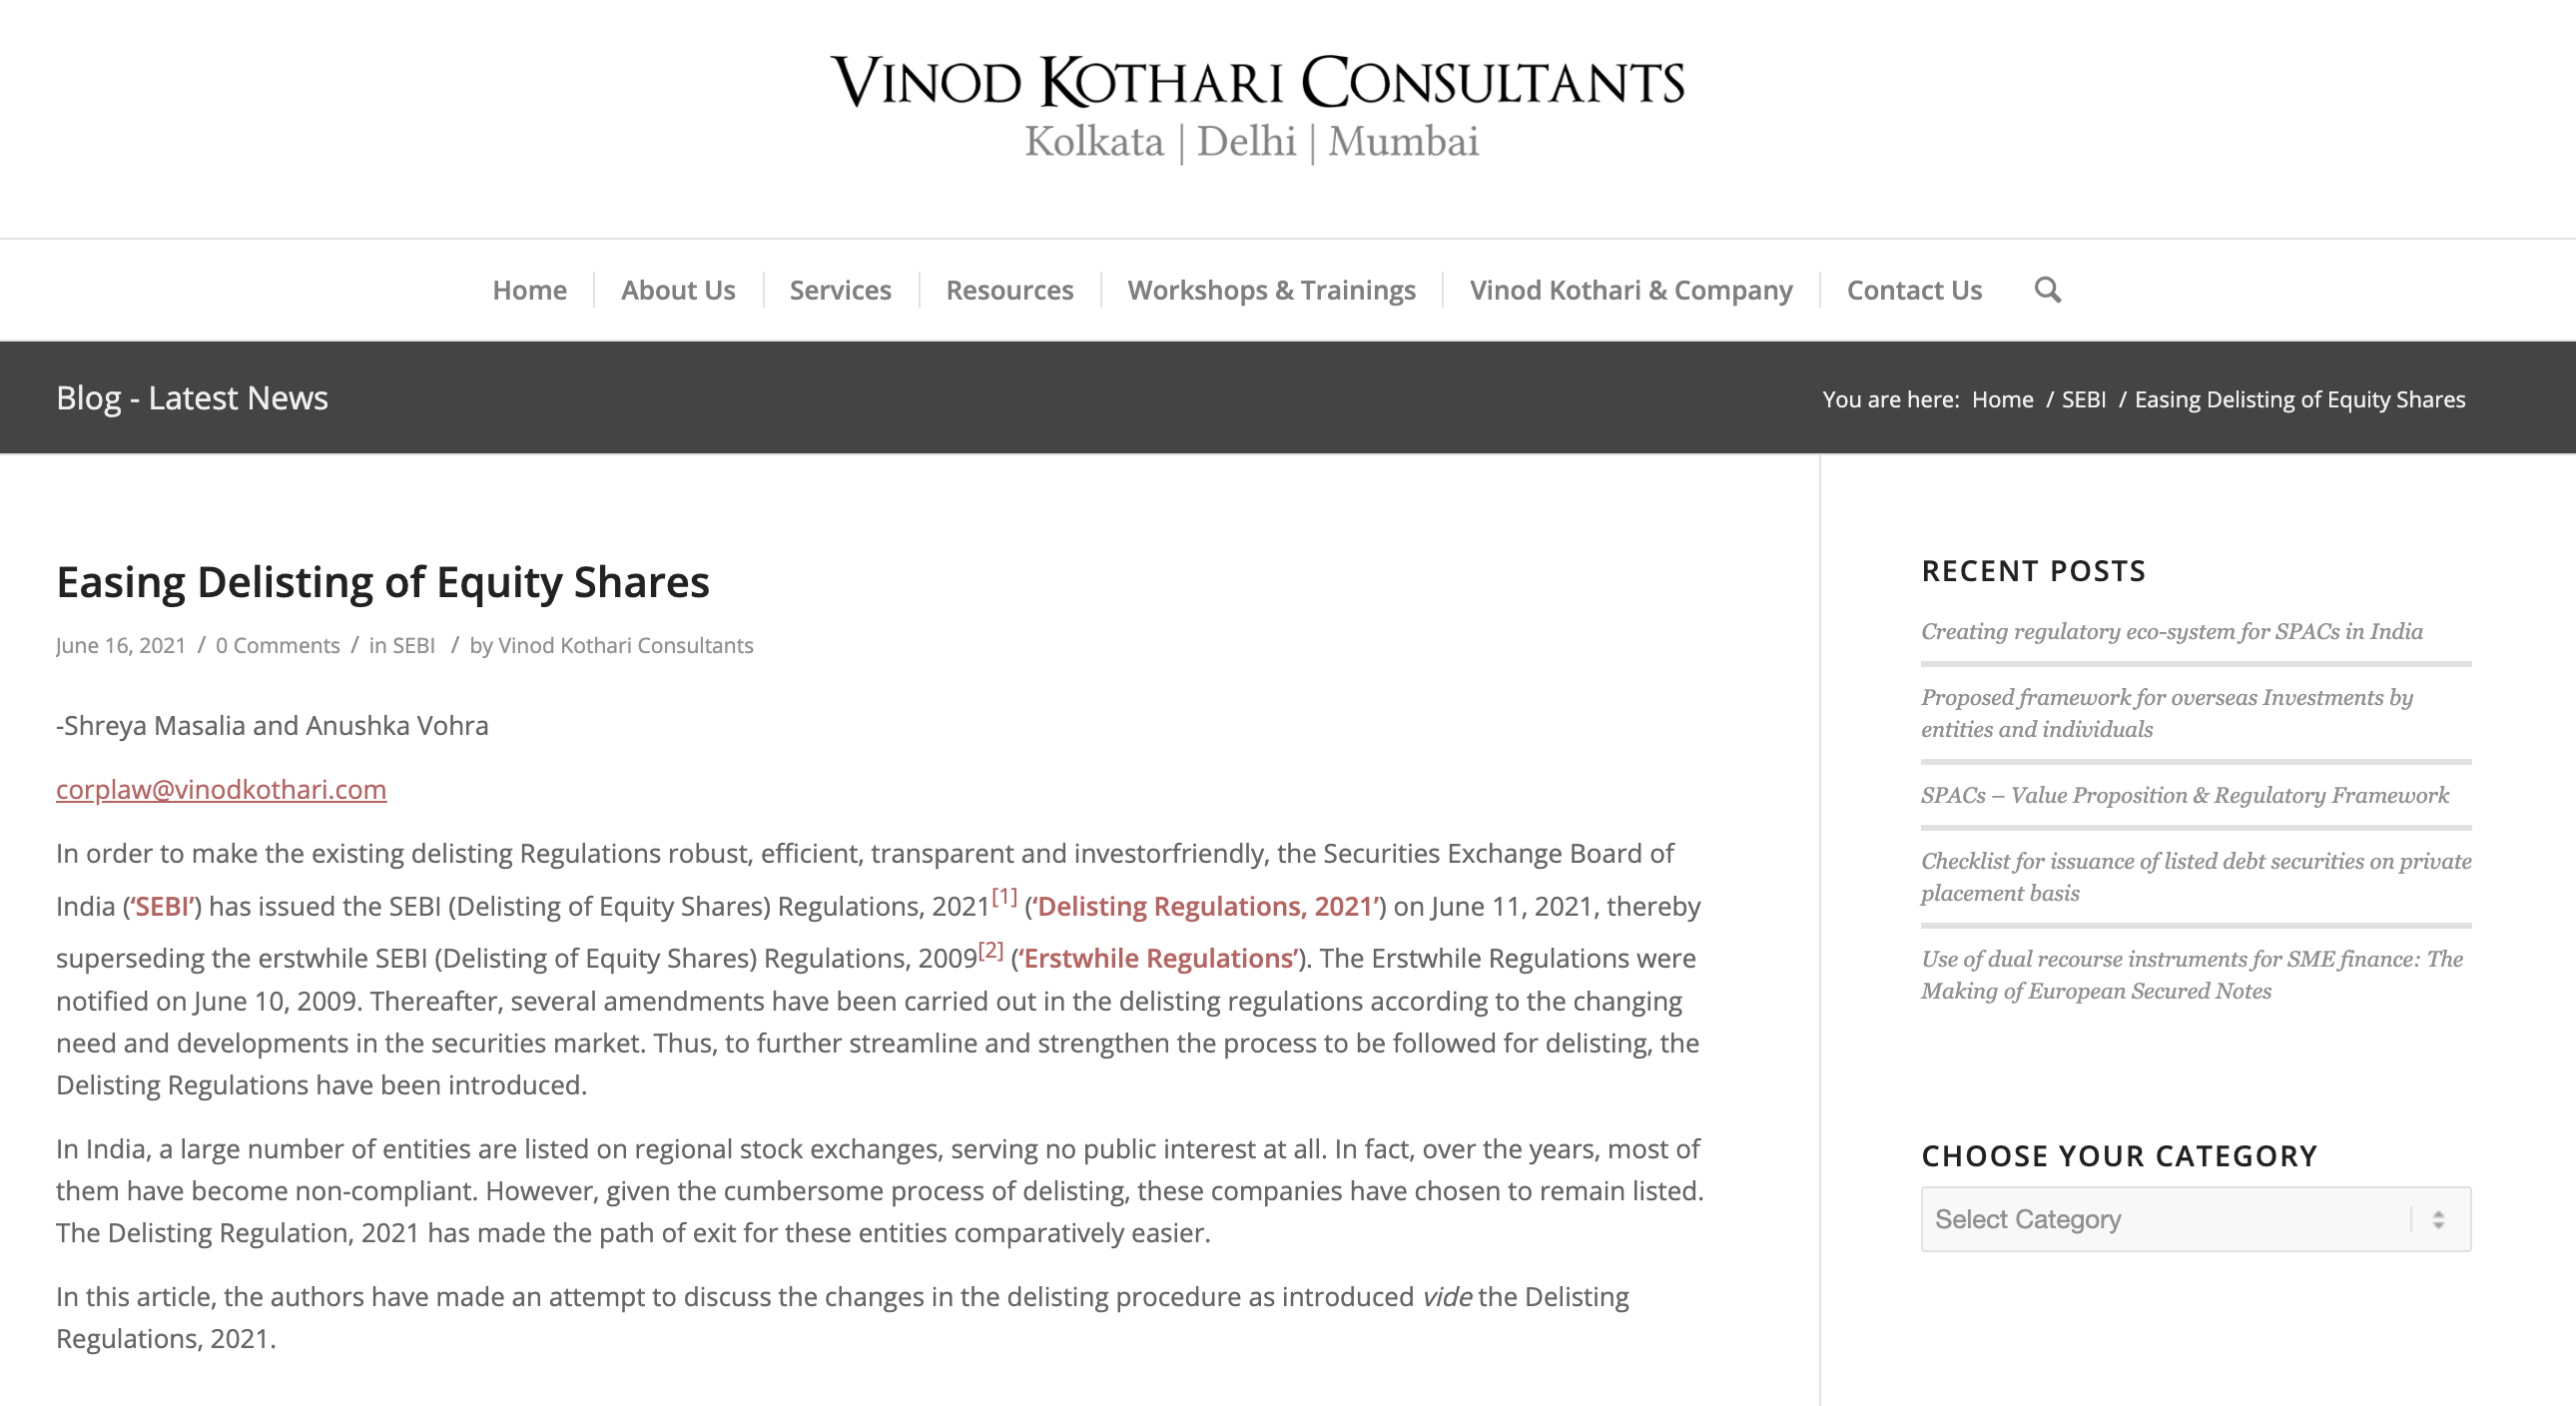 VINOD KOTHARI CONSULTANTS
Kolkata | Delhi | Mumbai
Home
About Us
Services
Resources
Workshops & Trainings
Vinod Kothari & Company
Contact Us
Blog - Latest News
You are here: Home / SEBI / Easing Delisting of Equity Shares
Easing Delisting of Equity Shares
June 16, 2021 / 0 Comments / in SEBI / by Vinod Kothari Consultants
-Shreya Masalia and Anushka Vohra
corplaw@vinodkothari.com
In order to make the existing delisting Regulations robust, efficient, transparent and investorfriendly, the Securities Exchange Board of
India (‘SEBI’) has issued the SEBI (Delisting of Equity Shares) Regulations, 2021[1] (‘Delisting Regulations, 2021’) on June 11, 2021, thereby
superseding the erstwhile SEBI (Delisting of Equity Shares) Regulations, 2009[2] (‘Erstwhile Regulations’). The Erstwhile Regulations were
notified on June 10, 2009. Thereafter, several amendments have been carried out in the delisting regulations according to the changing
need and developments in the securities market. Thus, to further streamline and strengthen the process to be followed for delisting, the
Delisting Regulations have been introduced.
In India, a large number of entities are listed on regional stock exchanges, serving no public interest at all. In fact, over the years, most of
them have become non-compliant. However, given the cumbersome process of delisting, these companies have chosen to remain listed.
The Delisting Regulation, 2021 has made the path of exit for these entities comparatively easier.
In this article, the authors have made an attempt to discuss the changes in the delisting procedure as introduced vide the Delisting
Regulations, 2021.
RECENT POSTS
Creating regulatory eco-system for SPACs in India
Proposed framework for overseas Investments by
entities and individuals
SPACs – Value Proposition & Regulatory Framework
Checklist for issuance of listed debt securities on private
placement basis
Use of dual recourse instruments for SME finance: The
Making of European Secured Notes
CHOOSE YOUR CATEGORY
Select Category